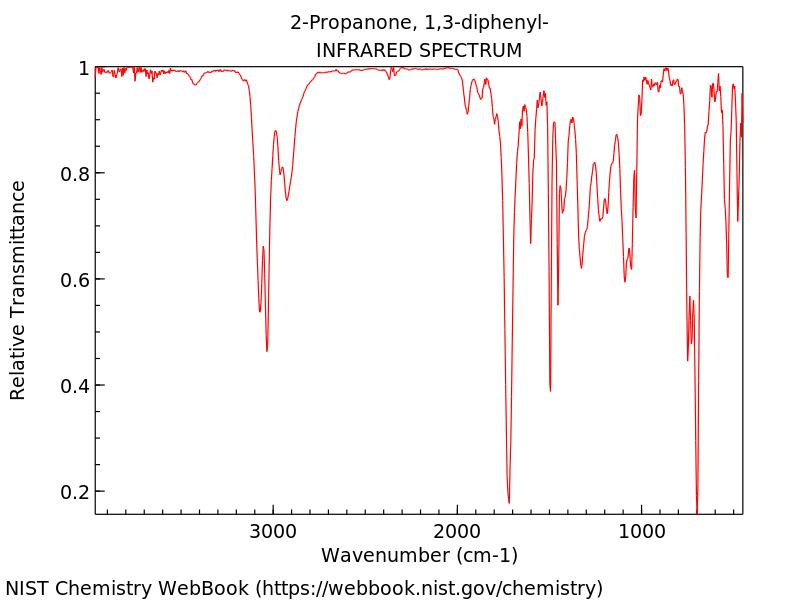 2-Propanone, 1,3-diphenyl-
INFRARED SPECTRUM
1
0.8
0.6
0.4
0.2
Relative Transmittance
3000 2000 1000
Wavenumber (cm-1)
NIST Chemistry WebBook (https://webbook.nist.gov/chemistry)